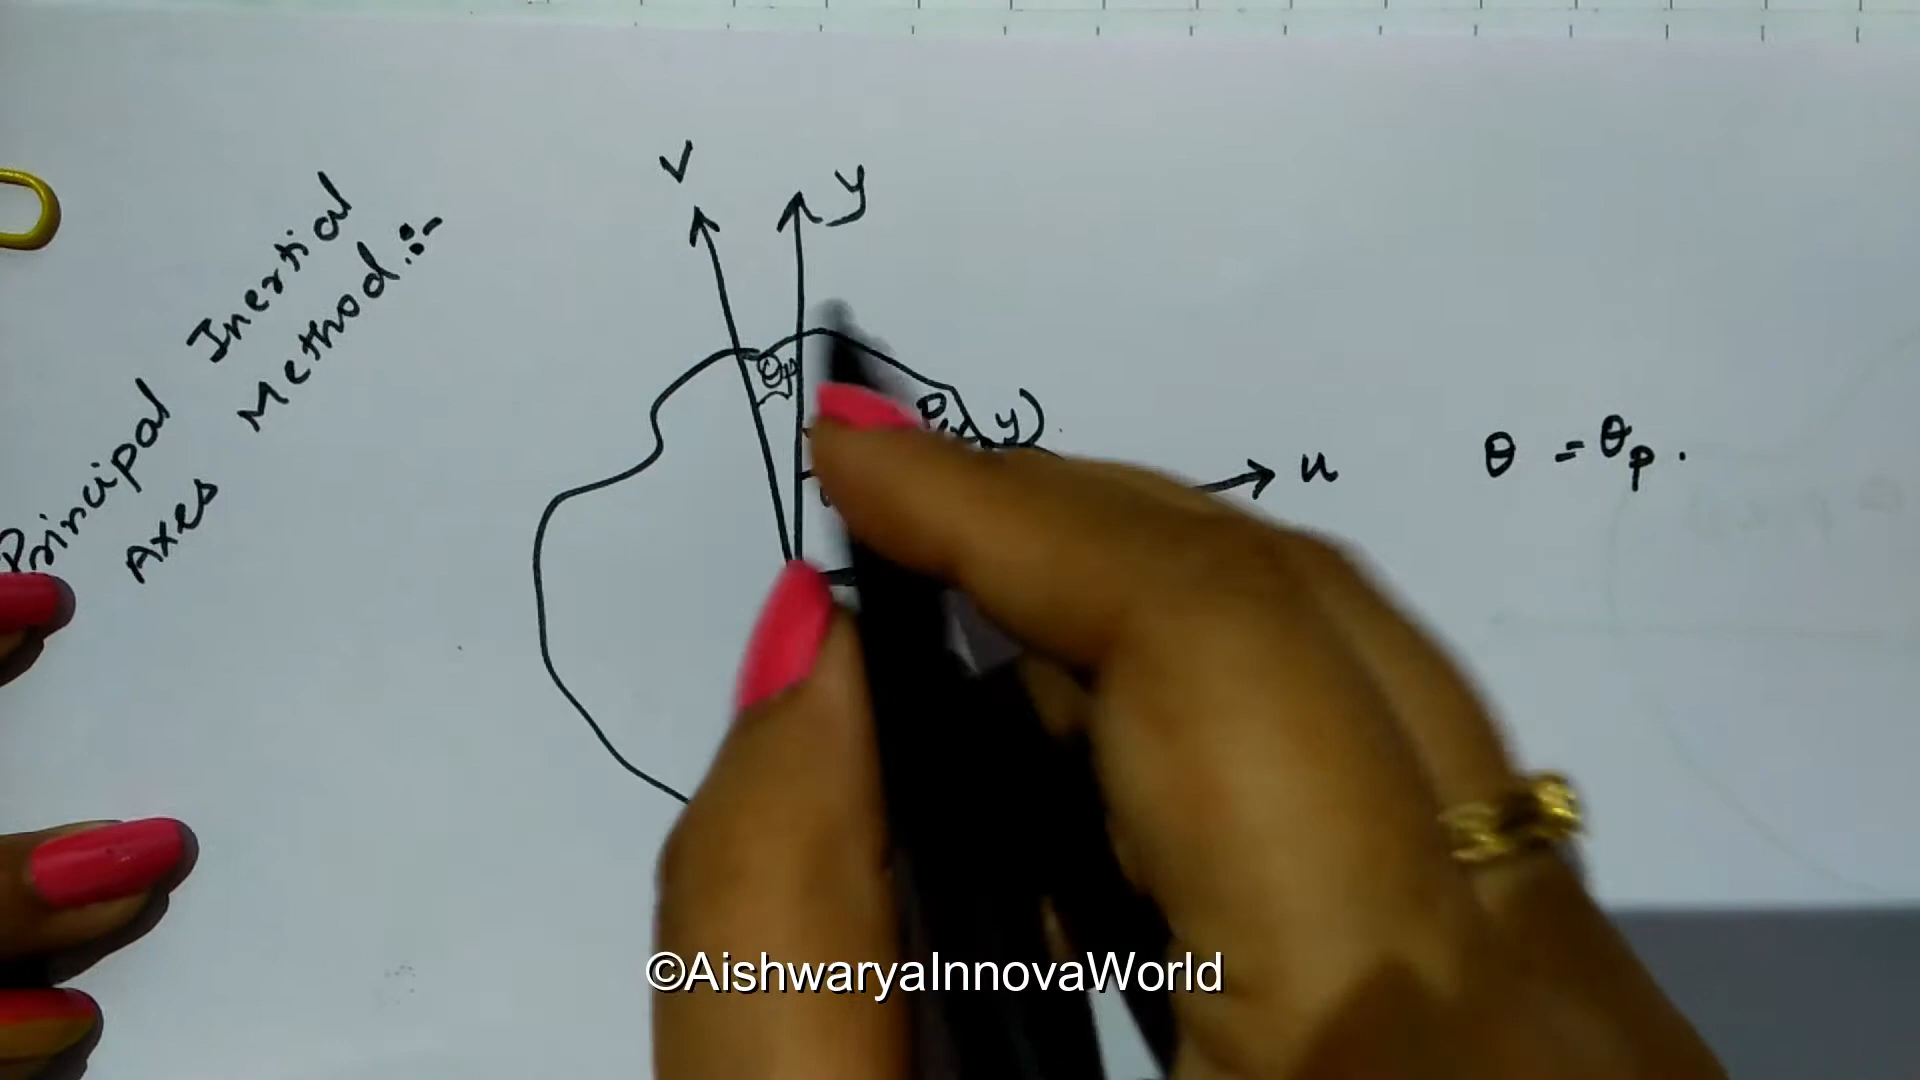 Principal Inertial
Axes Method :-
V
y
θp
P(x, y)
u
θ = θp.
©AishwaryaInnovaWorld